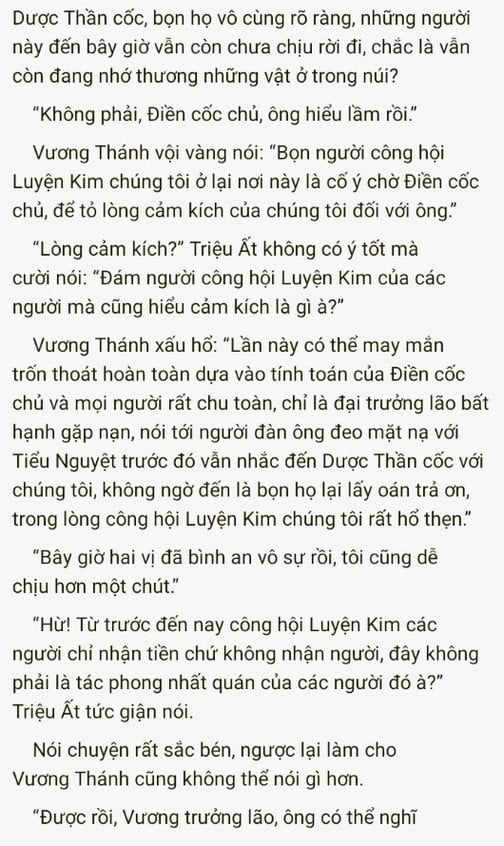 Dược Thần cốc, bọn họ vô cùng rõ ràng, những người
này đến bây giờ vẫn còn chưa chịu rời đi, chắc là vẫn
còn đang nhớ thương những vật ở trong núi?
“Không phải, Điền cốc chủ, ông hiểu lầm rồi.”
Vương Thánh vội vàng nói: “Bọn người công hội
Luyện Kim chúng tôi ở lại nơi này là cố ý chờ Điền cốc
chủ, để tỏ lòng cảm kích của chúng tôi đối với ông.”
“Lòng cảm kích?” Triệu Ất không có ý tốt mà
cười nói: “Đám người công hội Luyện Kim của các
người mà cũng hiểu cảm kích là gì à?”
Vương Thánh xấu hổ: “Lần này có thể may mắn
trốn thoát hoàn toàn dựa vào tính toán của Điền cốc
chủ và mọi người rất chu toàn, chỉ là đại trưởng lão bất
hạnh gặp nạn, nói tới người đàn ông đeo mặt nạ với
Tiểu Nguyệt trước đó vẫn nhắc đến Dược Thần cốc với
chúng tôi, không ngờ đến là bọn họ lại lấy oán trả ơn,
trong lòng công hội Luyện Kim chúng tôi rất hổ thẹn.”
“Bây giờ hai vị đã bình an vô sự rồi, tôi cũng dễ
chịu hơn một chút.”
“Hừ! Từ trước đến nay công hội Luyện Kim các
người chỉ nhận tiền chứ không nhận người, đây không
phải là tác phong nhất quán của các người đó à?”
Triệu Ất tức giận nói.
Nói chuyện rất sắc bén, ngược lại làm cho
Vương Thánh cũng không thể nói gì hơn.
“Được rồi, Vương trưởng lão, ông có thể nghĩ